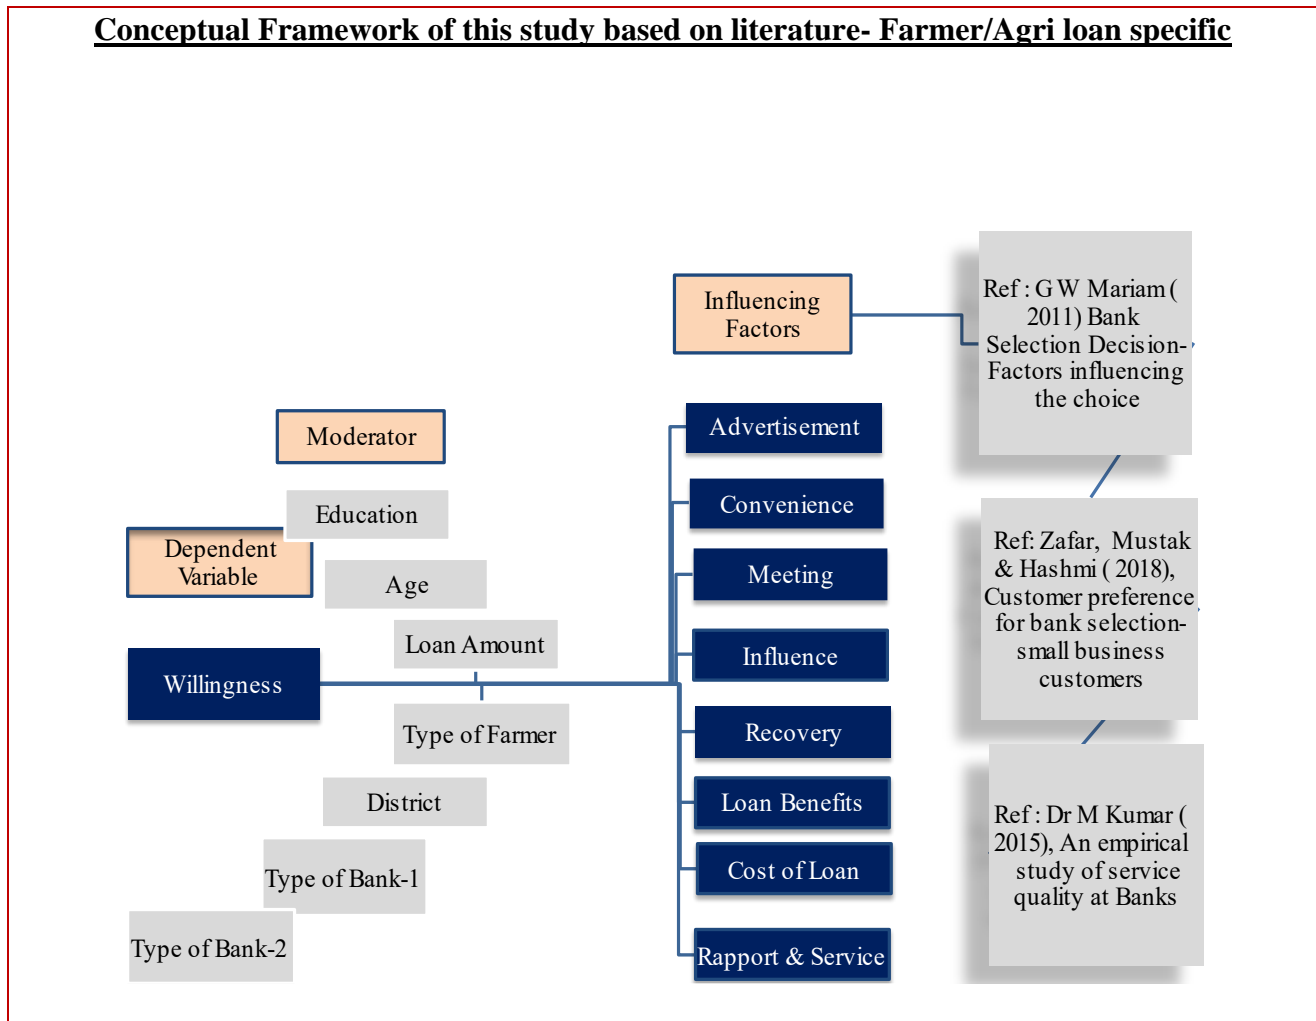 Conceptual Framework of this study based on literature- Farmer/Agri loan specific
Influencing
Factors
Ref : G W Mariam (
2011) Bank
Selection Decision-
Factors influencing
the choice
Moderator
Advertisement
Education
Convenience
Dependent
Variable
Age
Meeting
Ref: Zafar, Mustak
& Hashmi ( 2018),
Customer preference
for bank selection-
small business
customers
Loan Amount
Influence
Willingness
Type of Farmer
Recovery
District
Loan Benefits
Ref : Dr M Kumar (
2015), An empirical
study of service
quality at Banks
Type of Bank-1
Cost of Loan
Type of Bank-2
Rapport & Service